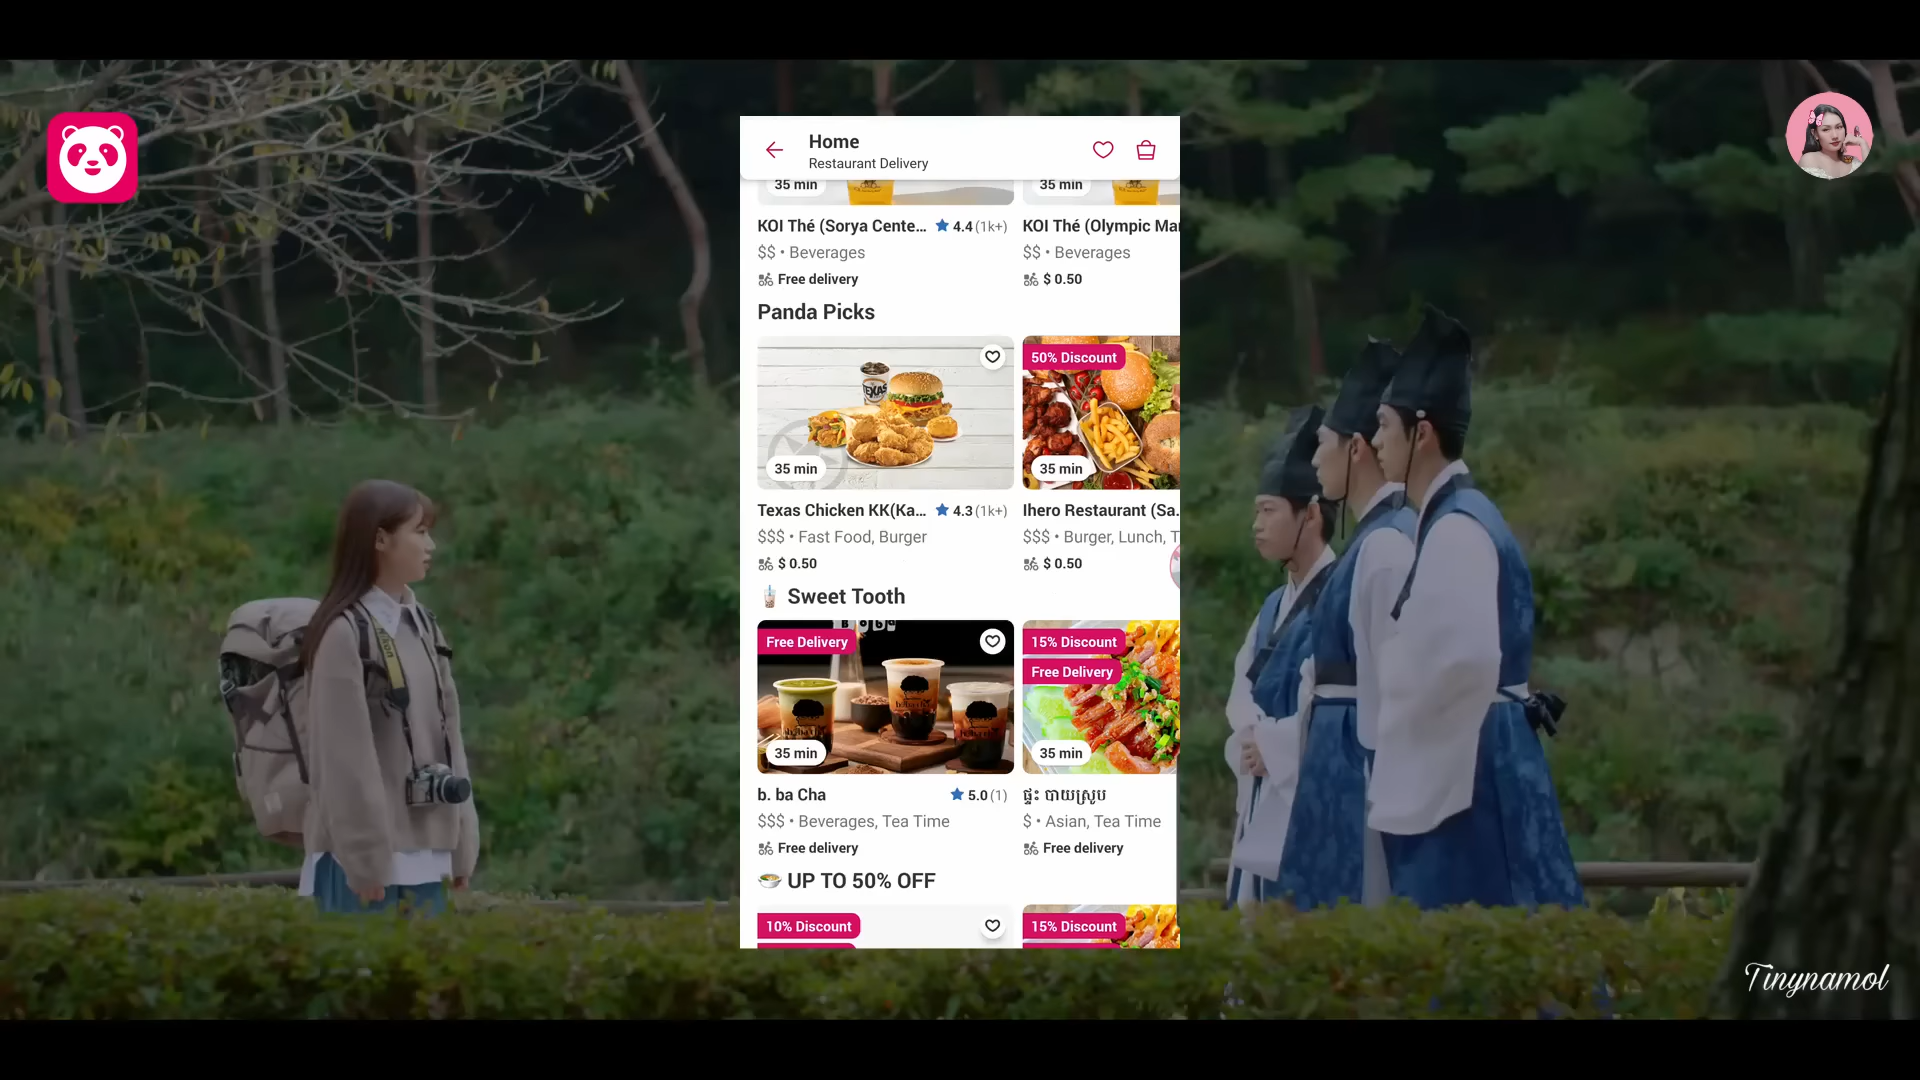 Home
Restaurant Delivery
35 min
35 min
KOI Thé (Sorya Cente... 4.4 (1k+)
KOI Thé (Olympic Ma
$$ • Beverages
$$ • Beverages
Free delivery
$ 0.50
Panda Picks
50% Discount
TEXAS
35 min
35 min
Texas Chicken KK(Ka... 4.3 (1k+)
Ihero Restaurant (Sa.
$$$ • Fast Food, Burger
$$$ • Burger, Lunch, T
$ 0.50
$ 0.50
Sweet Tooth
Free Delivery
15% Discount
Free Delivery
35 min
35 min
b. ba Cha 5.0 (1)
ផ្ទះ បាយស្រូប
$$$ • Beverages, Tea Time
$ • Asian, Tea Time
Free delivery
Free delivery
UP TO 50% OFF
10% Discount
15% Discount
Tinynamol